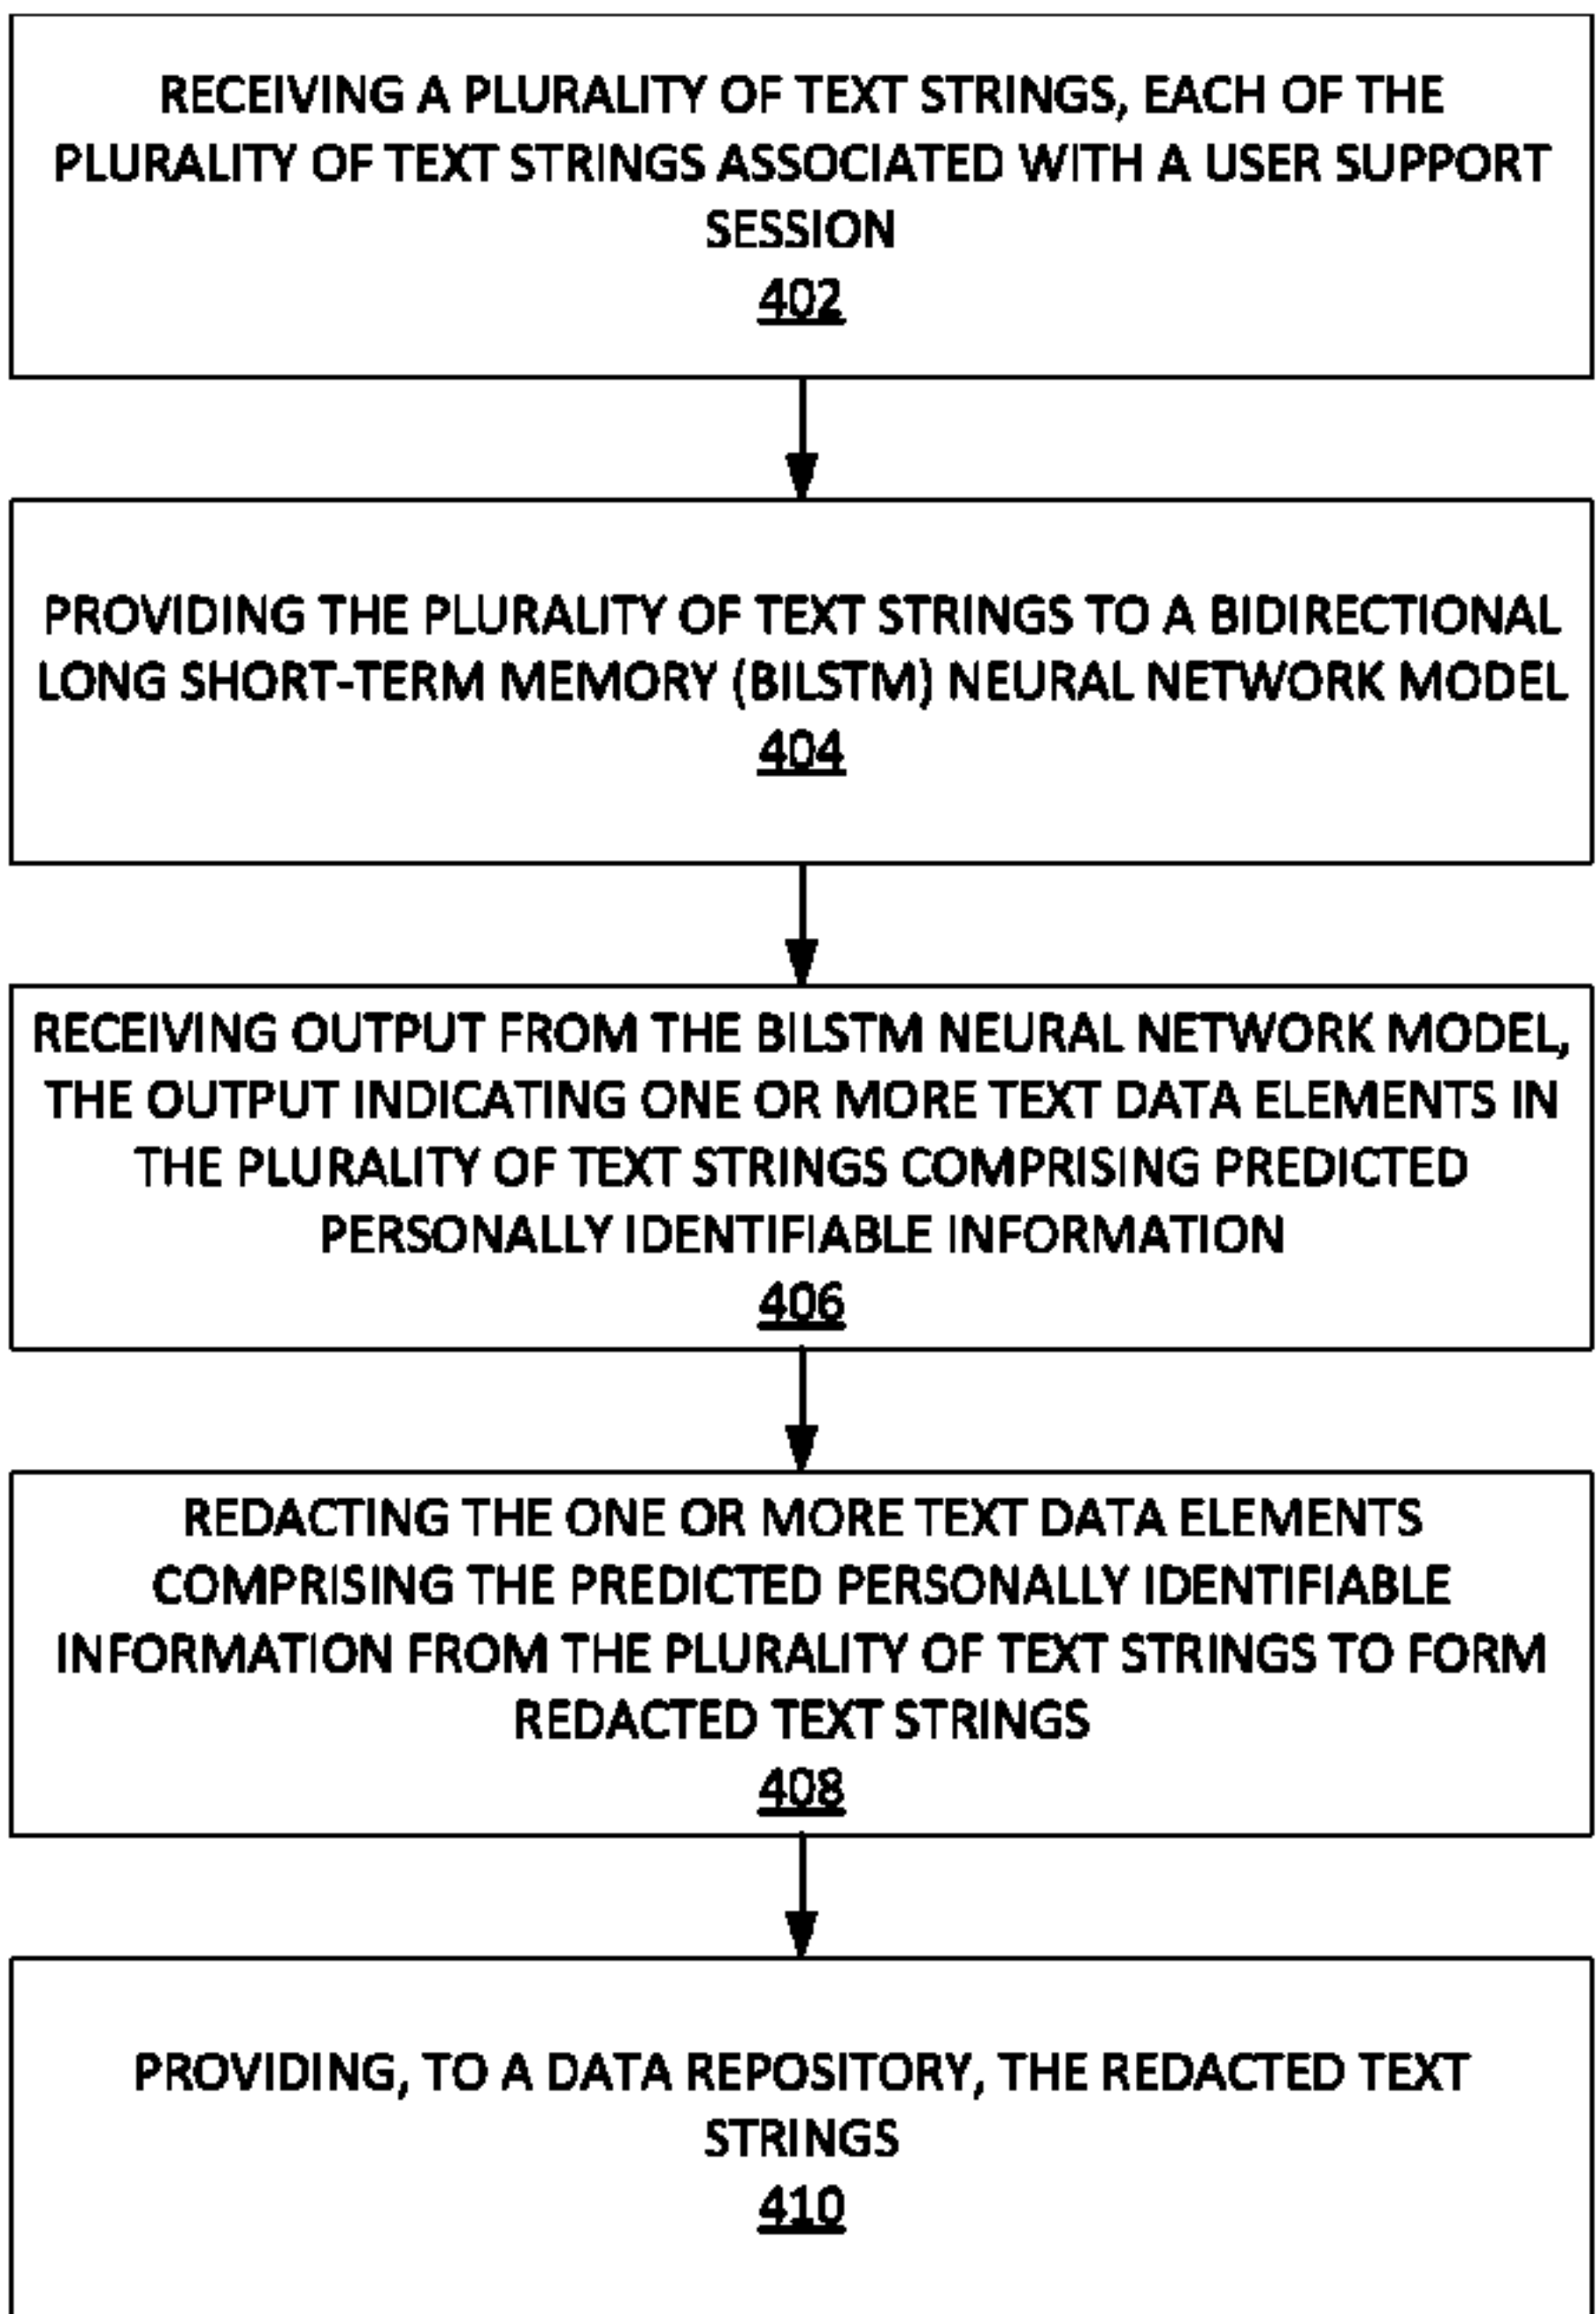 RECEIVING A PLURALITY OF TEXT STRINGS, EACH OF THE
PLURALITY OF TEXT STRINGS ASSOCIATED WITH A USER SUPPORT
SESSION
402
PROVIDING THE PLURALITY OF TEXT STRINGS TO A BIDIRECTIONAL
LONG SHORT-TERM MEMORY (BILSTM) NEURAL NETWORK MODEL
404
RECEIVING OUTPUT FROM THE BILSTM NEURAL NETWORK MODEL,
THE OUTPUT INDICATING ONE OR MORE TEXT DATA ELEMENTS IN
THE PLURALITY OF TEXT STRINGS COMPRISING PREDICTED
PERSONALLY IDENTIFIABLE INFORMATION
406
REDACTING THE ONE OR MORE TEXT DATA ELEMENTS
COMPRISING THE PREDICTED PERSONALLY IDENTIFIABLE
INFORMATION FROM THE PLURALITY OF TEXT STRINGS TO FORM
REDACTED TEXT STRINGS
408
PROVIDING, TO A DATA REPOSITORY, THE REDACTED TEXT
STRINGS
410